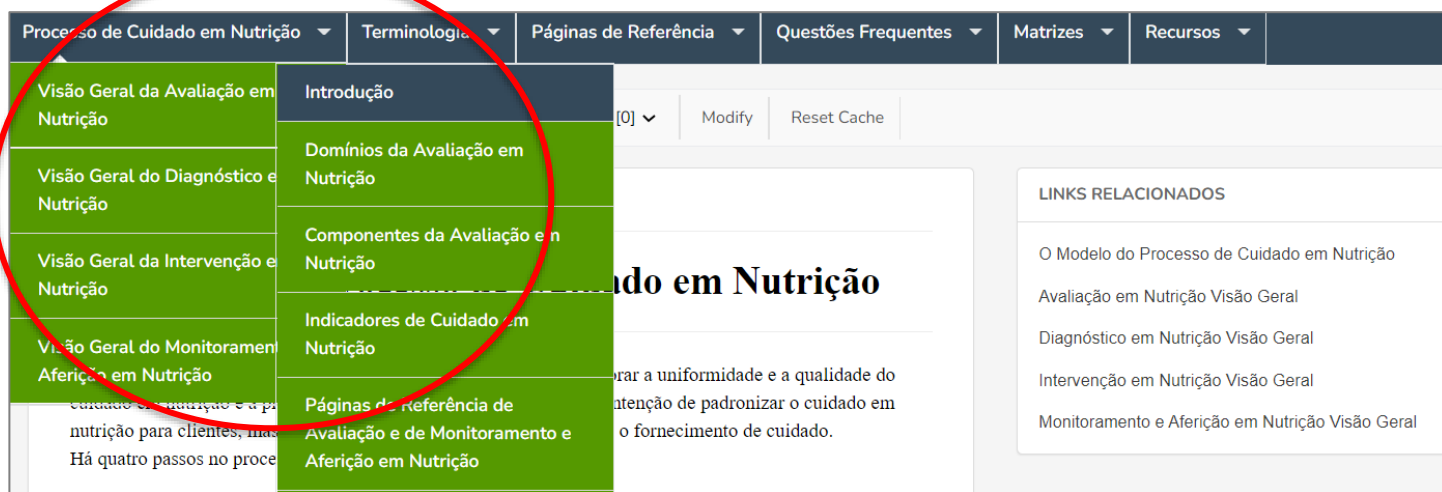 Processo de Cuidado em Nutrição
Terminologia
Páginas de Referência
Questões Frequentes
Matrizes
Recursos
Visão Geral da Avaliação em
Nutrição
Visão Geral do Diagnóstico e
Nutrição
Visão Geral da Intervenção e
Nutrição
Visão Geral do Monitorament
Aferição em Nutrição
Introdução
Domínios da Avaliação em
Nutrição
Componentes da Avaliação em
Nutrição
Indicadores de Cuidado em
Nutrição
Páginas de Referência de
Avaliação e de Monitoramento e
Aferição em Nutrição
[0]
Modify
Reset Cache
em Nutrição
a uniformidade e a qualidade do
de padronizar o cuidado em
nutrição para clientes, mas
o fornecimento de cuidado.
Há quatro passos no
LINKS RELACIONADOS
O Modelo do Processo de Cuidado em Nutrição
Avaliação em Nutrição Visão Geral
Diagnóstico em Nutrição Visão Geral
Intervenção em Nutrição Visão Geral
Monitoramento e Aferição em Nutrição Visão Geral